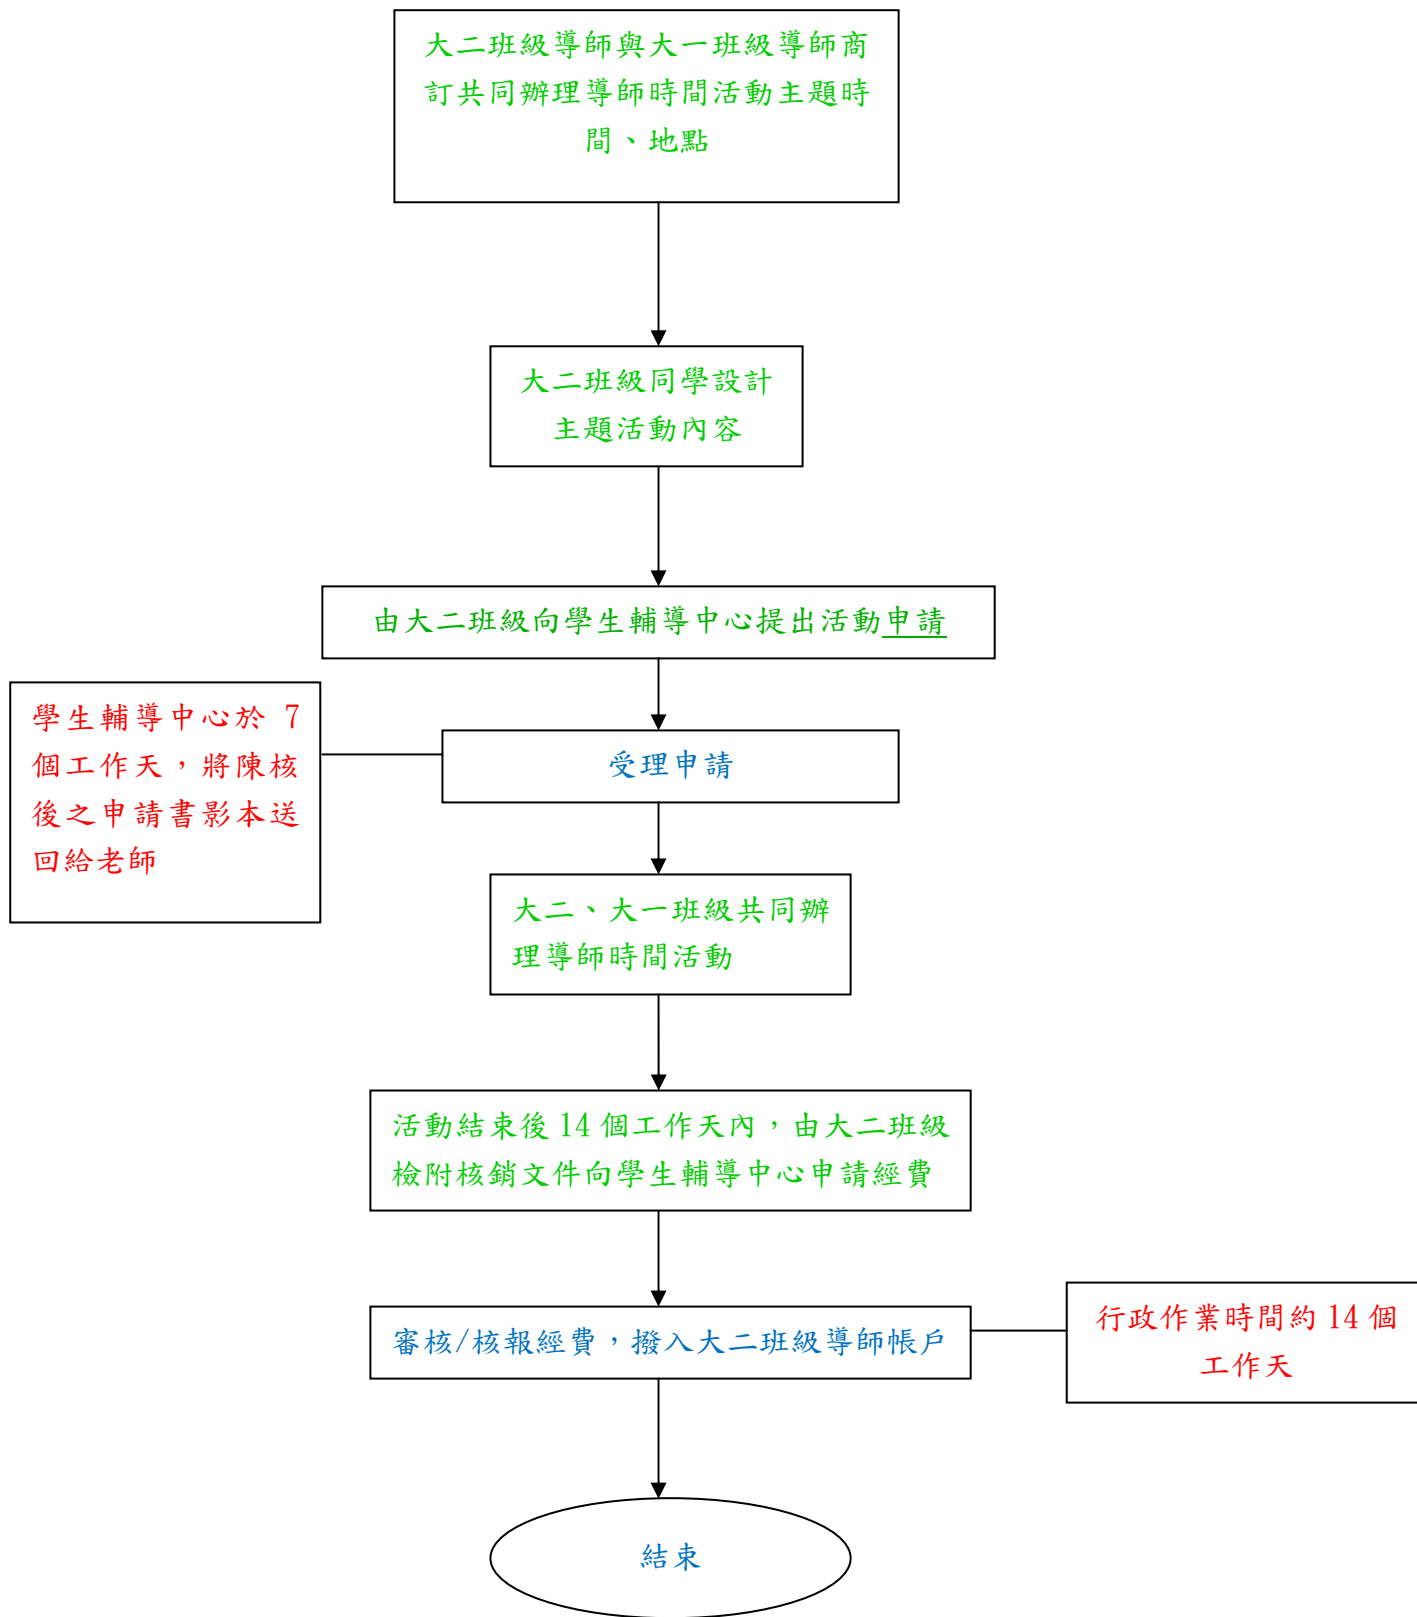 大二班級導師與大一班級導師商
訂共同辦理導師時間活動主題時
間、地點
大二班級同學設計
主題活動內容
由大二班級向學生輔導中心提出活動申請
學生輔導中心於 7
個工作天，將陳核
後之申請書影本送
回給老師
受理申請
大二、大一班級共同辦
理導師時間活動
活動結束後 14 個工作天內，由大二班級
檢附核銷文件向學生輔導中心申請經費
審核/核報經費，撥入大二班級導師帳戶
行政作業時間約 14 個
工作天
結束